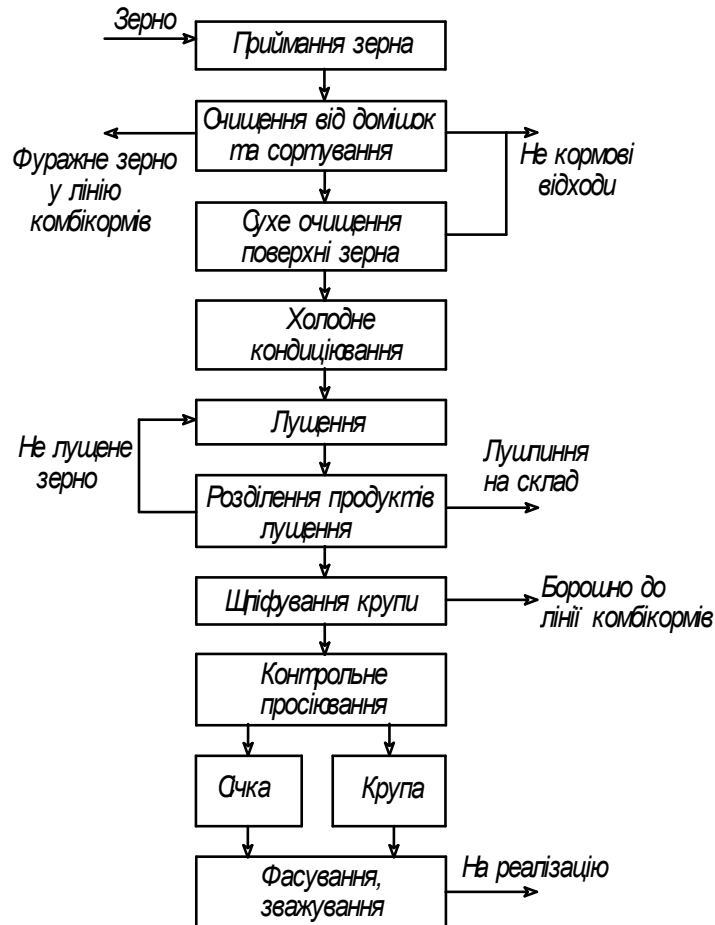 Зерно
Приймання зерна
Очищення від домішок
та сортування
Фуражне зерно
у лінію
комбікормів
Не кормові
відходи
Сухе очищення
поверхні зерна
Холодне
кондиціювання
Лущення
Не лущене
зерно
Розділення продуктів
лущення
Лушпиння
на склад
Шліфування крупи
Борошно до
лінії комбікормів
Контрольне
просіювання
Січка
Крупа
Фасування,
зважування
На реалізацію